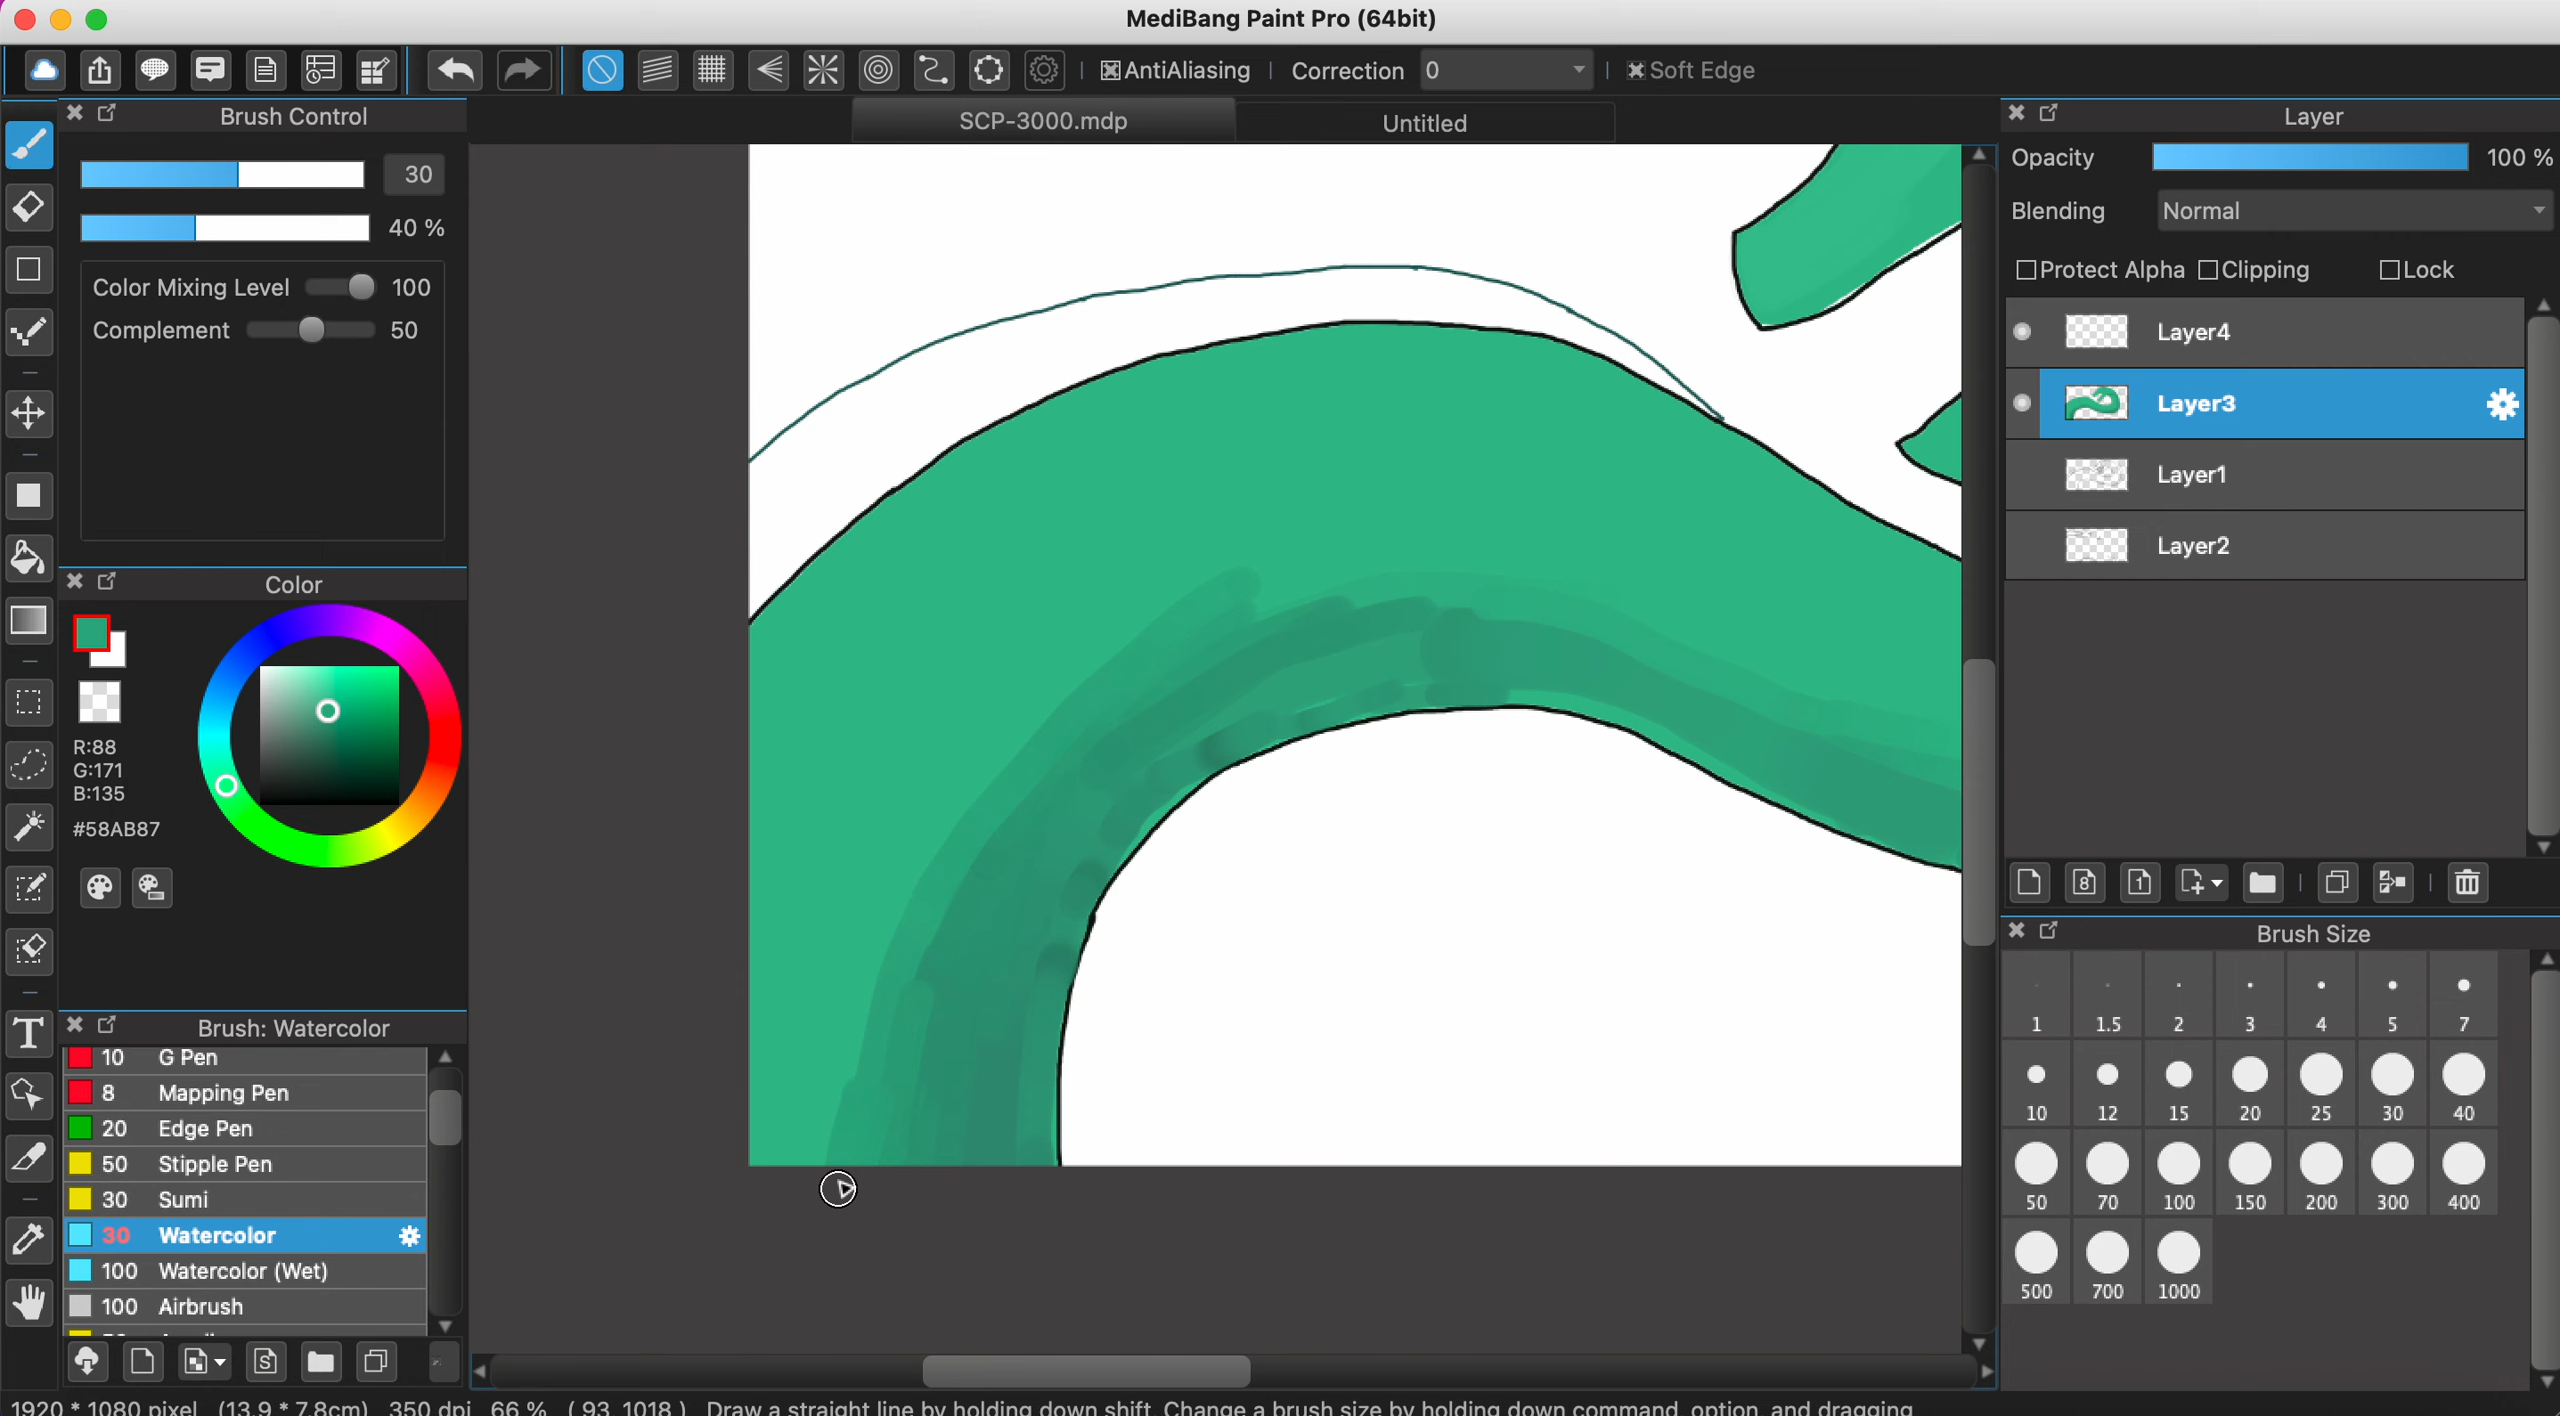 MediBang Paint Pro (64bit)
AntiAliasing
Correction 0
Soft Edge
Brush Control
SCP-3000.mdp
Untitled
Layer
30
40 %
Color Mixing Level 100
Complement 50
Opacity 100 %
Blending Normal
Protect Alpha Clipping Lock
Layer4
Layer3
Layer1
Layer2
Color
R:88
G:171
B:135
#58AB87
8
1
Brush Size
1 1.5 2 3 4 5 7
10 12 15 20 25 30 40
50 70 100 150 200 300 400
500 700 1000
Brush: Watercolor
10 G Pen
8 Mapping Pen
20 Edge Pen
50 Stipple Pen
30 Sumi
30 Watercolor
100 Watercolor (Wet)
100 Airbrush
T
S
1920 * 1080 pixel (13.9 * 7.8cm) 350 dpi 66 % ( 93, 1018 ) Draw a straight line by holding down shift, Change a brush size by holding down command, option, and dragging